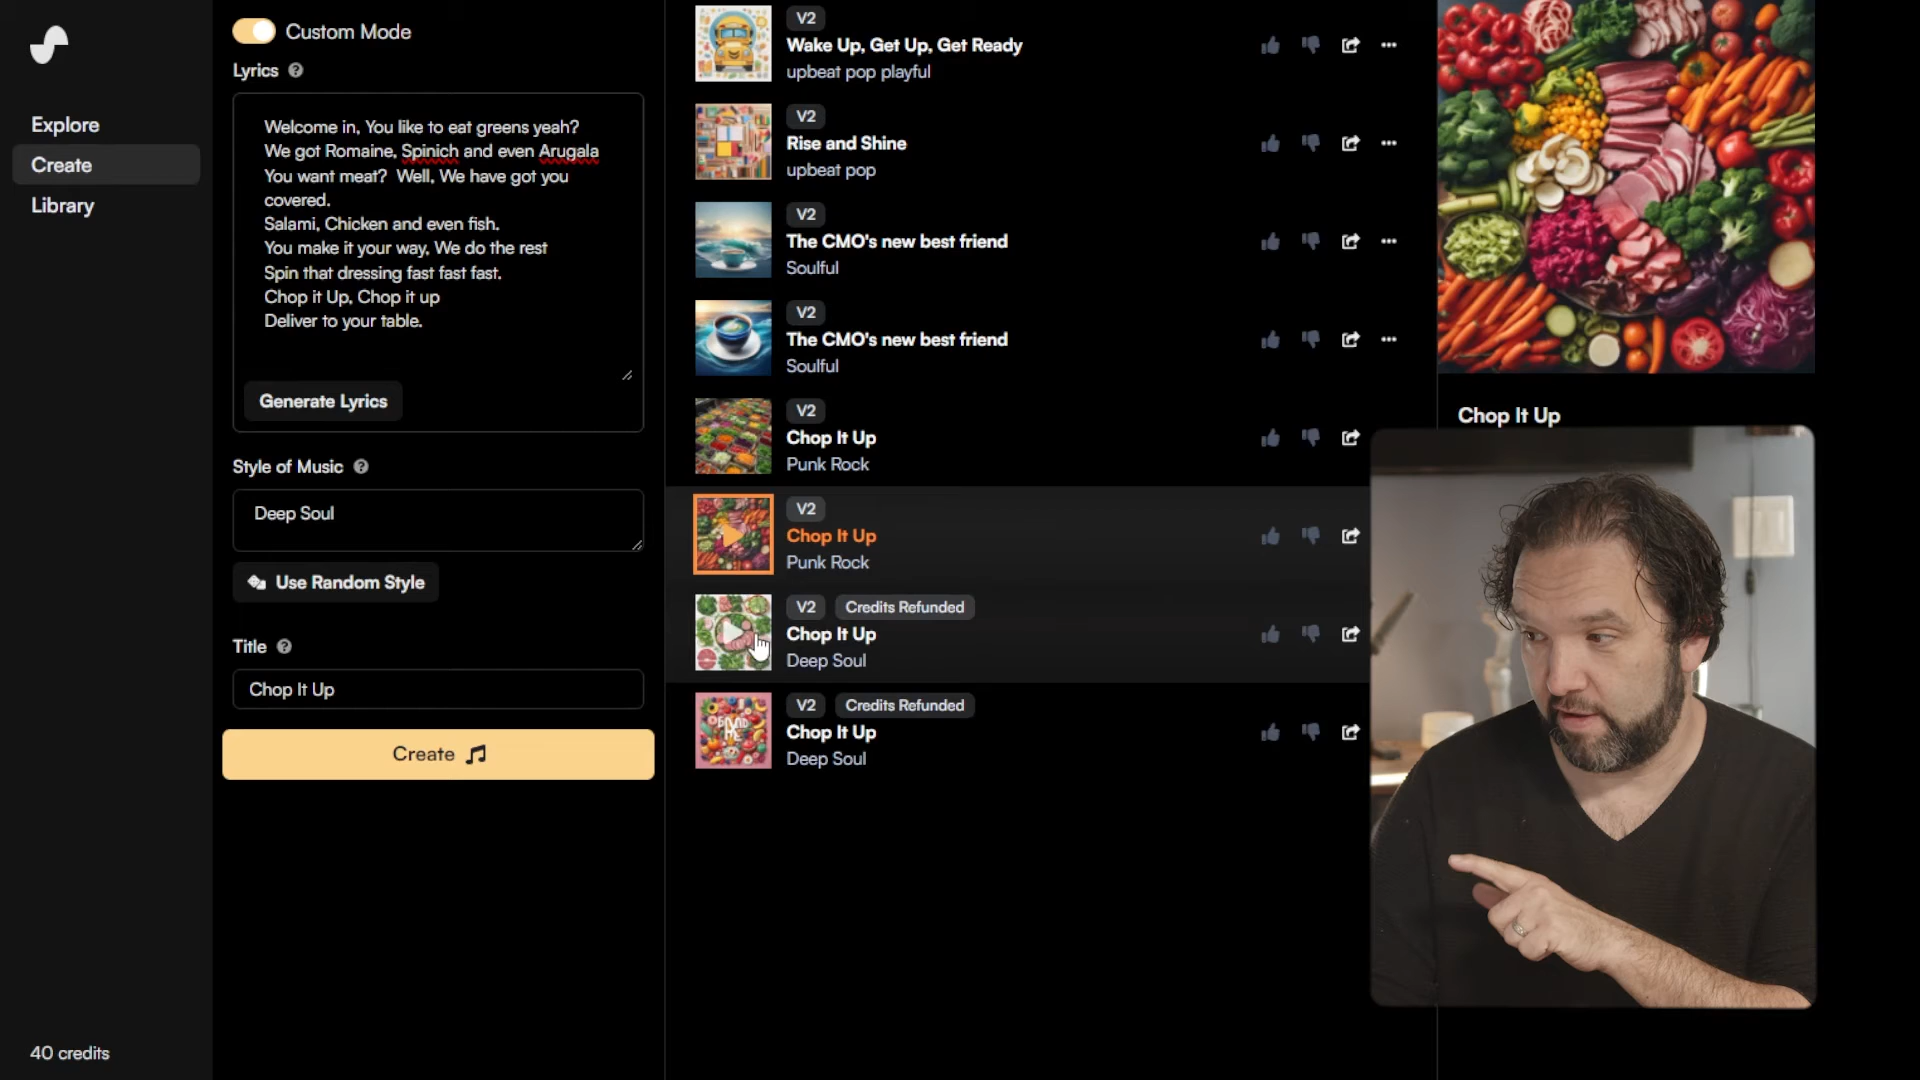 Explore
Create
Library
40 credits
Custom Mode
Lyrics
Welcome in, You like to eat greens yeah?
We got Romaine, Spinich and even Arugala
You want meat?  Well, We have got you
covered.
Salami, Chicken and even fish.
You make it your way, We do the rest
Spin that dressing fast fast fast.
Chop it Up, Chop it up
Deliver to your table.
Generate Lyrics
Style of Music
Deep Soul
Use Random Style
Title
Chop It Up
Create
V2
Wake Up, Get Up, Get Ready
upbeat pop playful
V2
Rise and Shine
upbeat pop
V2
The CMO's new best friend
Soulful
V2
The CMO's new best friend
Soulful
V2
Chop It Up
Punk Rock
V2
Chop It Up
Punk Rock
V2 Credits Refunded
Chop It Up
Deep Soul
V2 Credits Refunded
Chop It Up
Deep Soul
Chop It Up